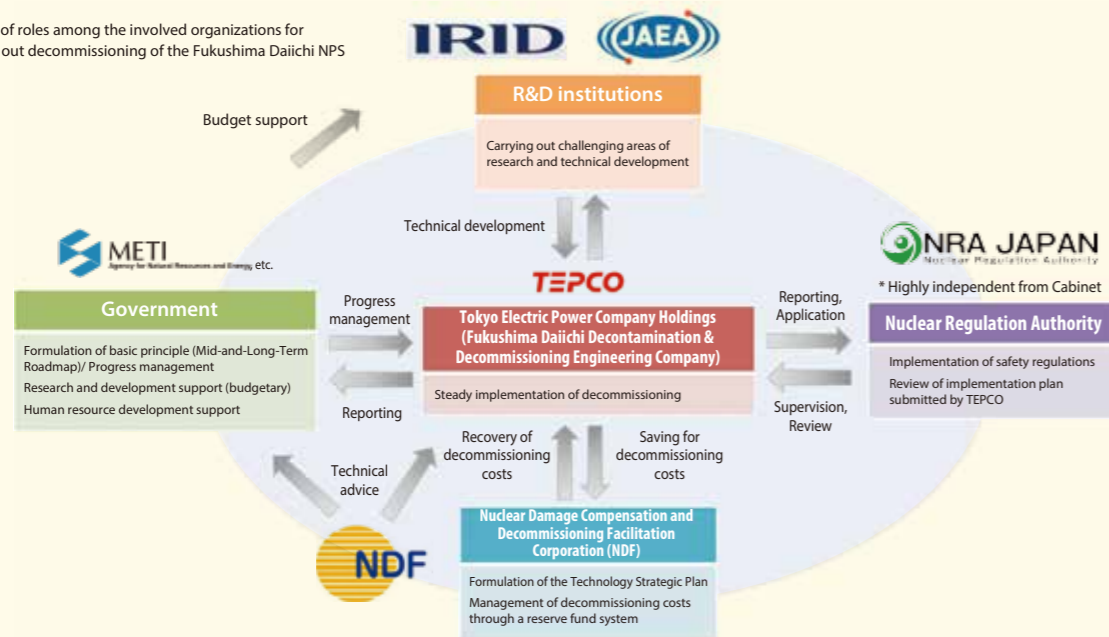 of roles among the involved organizations for
out decommissioning of the Fukushima Daiichi NPS
IRID
JAEA
R&D institutions
Carrying out challenging areas of
research and technical development
Budget support
Technical development
METI
Agency for Natural Resources and Energy, etc.
Government
Formulation of basic principle (Mid-and-Long-Term
Roadmap)/ Progress management
Research and development support (budgetary)
Human resource development support
Progress
management
Reporting
TEPCO
Tokyo Electric Power Company Holdings
(Fukushima Daiichi Decontamination &
Decommissioning Engineering Company)
Steady implementation of decommissioning
Reporting,
Application
Supervision,
Review
NRA JAPAN
Nuclear Regulation Authority
* Highly independent from Cabinet
Nuclear Regulation Authority
Implementation of safety regulations
Review of implementation plan
submitted by TEPCO
Technical
advice
Recovery of
decommissioning
costs
Saving for
decommissioning
costs
NDF
Nuclear Damage Compensation and
Decommissioning Facilitation
Corporation (NDF)
Formulation of the Technology Strategic Plan
Management of decommissioning costs
through a reserve fund system